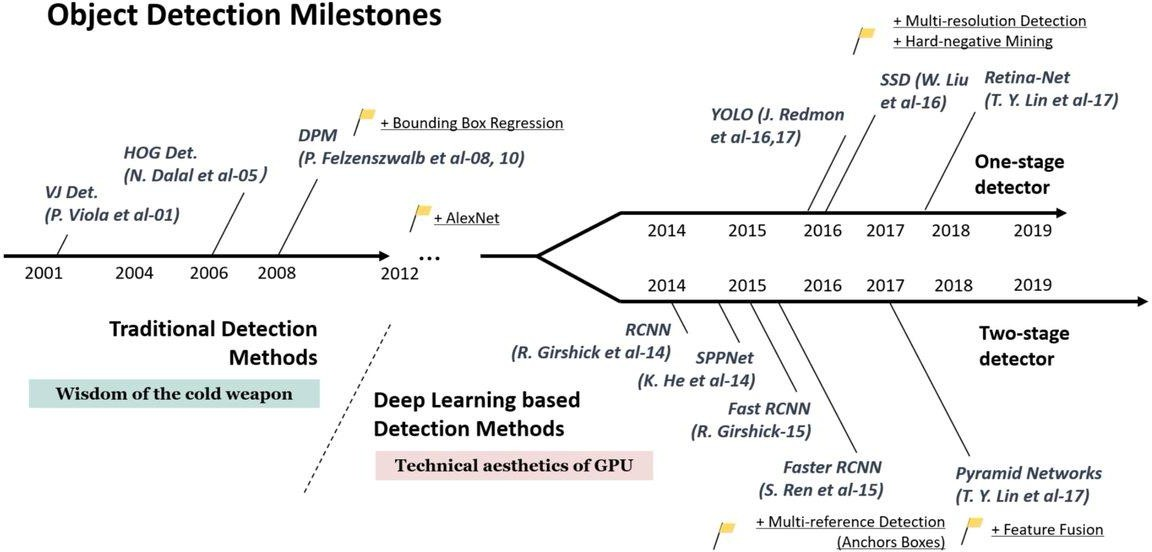 Object Detection Milestones
+ Multi-resolution Detection
+ Hard-negative Mining
SSD (W. Liu
et al-16)
Retina-Net
(T. Y. Lin et al-17)
YOLO (J. Redmon
et al-16,17)
+ Bounding Box Regression
DPM
(P. Felzenszwalb et al-08, 10)
HOG Det.
(N. Dalal et al-05)
VJ Det.
(P. Viola et al-01)
One-stage
detector
+ AlexNet
2014 2015 2016 2017 2018 2019
...
2001 2004 2006 2008 2012
2014 2015 2016 2017 2018 2019
Traditional Detection
Methods
Wisdom of the cold weapon
RCNN
(R. Girshick et al-14)
SPPNet
(K. He et al-14)
Two-stage
detector
Deep Learning based
Detection Methods
Technical aesthetics of GPU
Fast RCNN
(R. Girshick-15)
Faster RCNN
(S. Ren et al-15)
Pyramid Networks
(T. Y. Lin et al-17)
+ Multi-reference Detection
(Anchors Boxes)
+ Feature Fusion